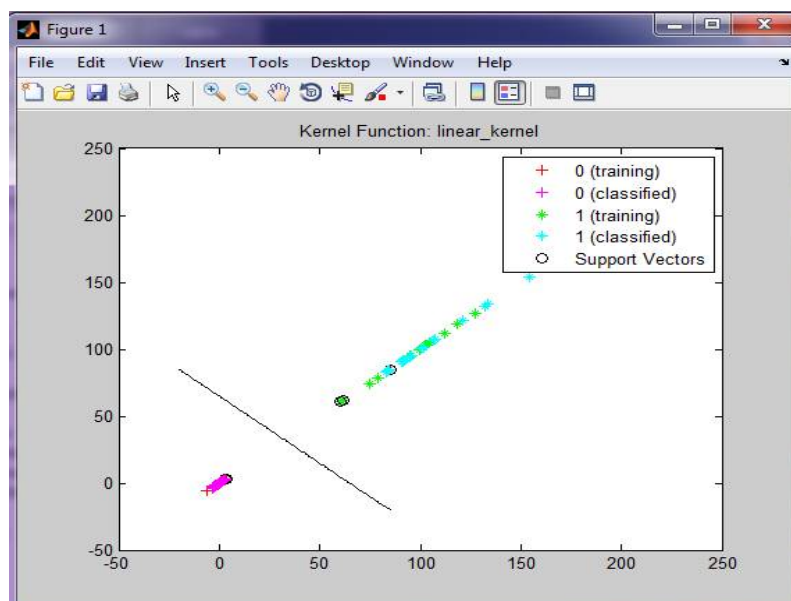 Figure 1
File Edit View Insert Tools Desktop Window Help
Kernel Function: linear_kernel
250
200
150
100
50
0
-50
-50 0 50 100 150 200 250
0 (training)
0 (classified)
1 (training)
1 (classified)
Support Vectors